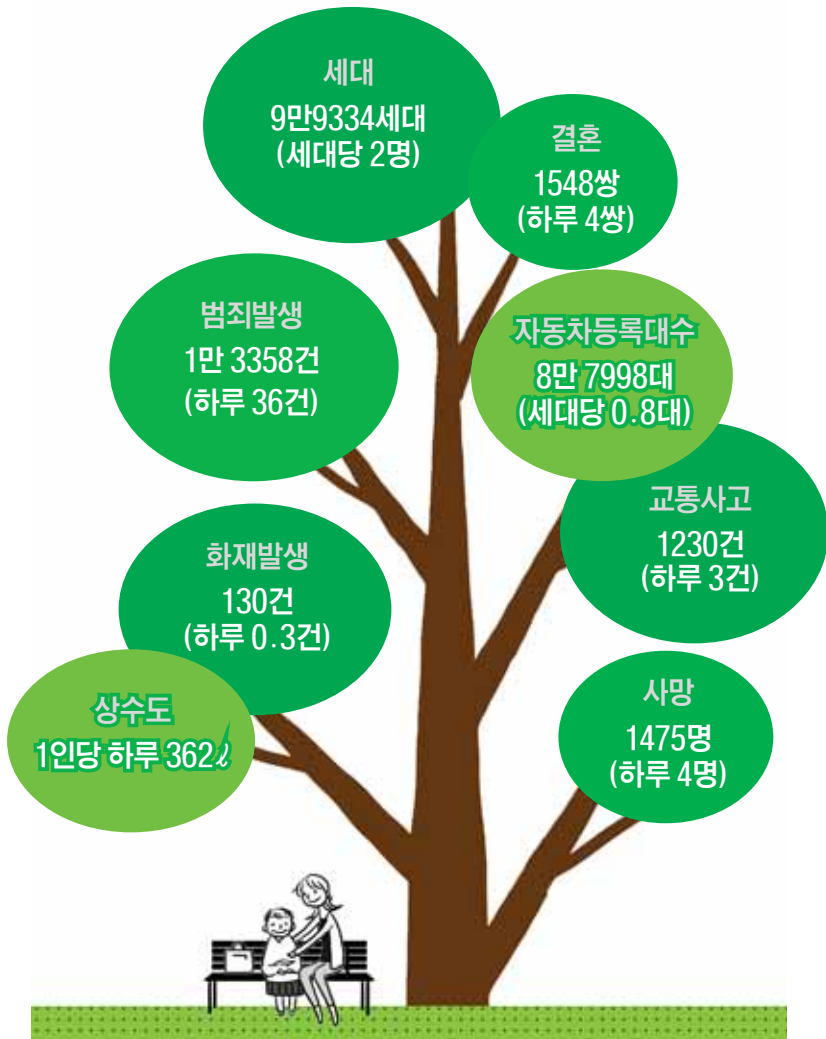 세대
9만9334세대
(세대당 2명)
결혼
1548쌍
(하루 4쌍)
범죄발생
1만 3358건
(하루 36건)
자동차등록대수
8만 7998대
(세대당 0.8대)
교통사고
1230건
(하루 3건)
화재발생
130건
(하루 0.3건)
상수도
1인당 하루 362ℓ
사망
1475명
(하루 4명)